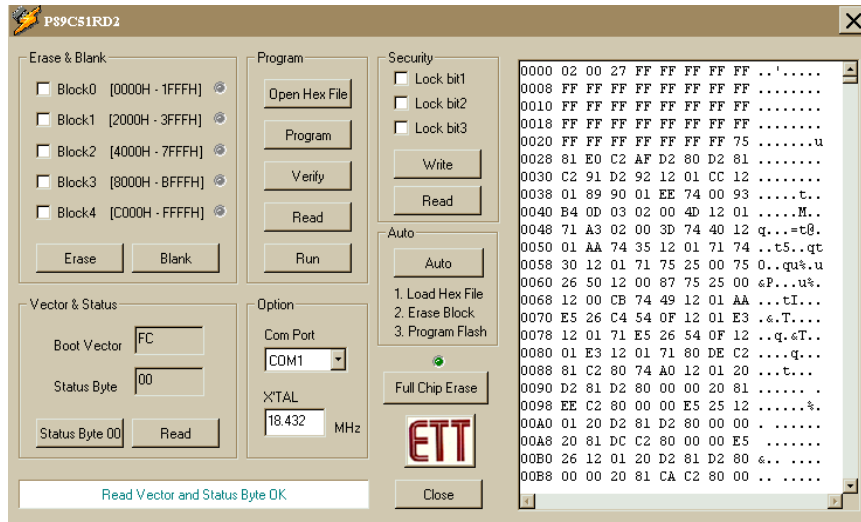 P89C51RD2
Erase & Blank
Block0 [0000H - 1FFFH]
Block1 [2000H - 3FFFH]
Block2 [4000H - 7FFFH]
Block3 [8000H - BFFFH]
Block4 [C000H - FFFFH]
Erase
Blank
Program
Open Hex File
Program
Verify
Read
Run
Security
Lock bit1
Lock bit2
Lock bit3
Write
Read
Auto
Auto
1. Load Hex File
2. Erase Block
3. Program Flash
Full Chip Erase
ETT
Close
Vector & Status
Boot Vector
FC
Status Byte
00
Status Byte 00
Read
Option
Com Port
COM1
X'TAL
18.432
MHz
Read Vector and Status Byte OK
0000 02 00 27 FF FF FF FF FF ..'.....
0008 FF FF FF FF FF FF FF FF ........
0010 FF FF FF FF FF FF FF FF ........
0018 FF FF FF FF FF FF FF FF ........
0020 FF FF FF FF FF FF FF 75 .......u
0028 81 E0 C2 AF D2 80 D2 81 ........
0030 C2 91 D2 92 12 01 CC 12 ........
0038 01 89 90 01 EE 74 00 93 .....t..
0040 B4 0D 03 02 00 4D 12 01 .....M..
0048 71 A3 02 00 3D 74 40 12 q...=t@.
0050 01 AA 74 35 12 01 71 74 ..t5..qt
0058 30 12 01 71 75 25 00 75 0..qu%.u
0060 26 50 12 00 87 75 25 00 &P...u%.
0068 12 00 CB 74 49 12 01 AA ...tI...
0070 E5 26 C4 54 0F 12 01 E3 .&.T....
0078 12 01 71 E5 26 54 0F 12 ..q.&T..
0080 01 E3 12 01 71 80 DE C2 ....q...
0088 81 C2 80 74 A0 12 01 20 ...t... 
0090 D2 81 D2 80 00 00 20 81 ...... .
0098 EE C2 80 00 00 E5 25 12 ......%.
00A0 01 20 D2 81 D2 80 00 00 . ......
00A8 20 81 DC C2 80 00 00 E5  .......
00B0 26 12 01 20 D2 81 D2 80 &.. ....
00B8 00 00 20 81 CA C2 80 00 .. .....